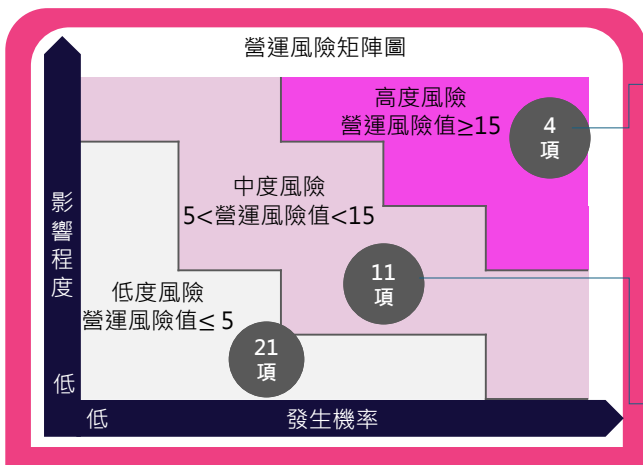 營運風險矩陣圖
高度風險
營運風險值≥15
4
項
中度風險
5<營運風險值<15
11
項
低度風險
營運風險值≤ 5
21
項
影響程度
低
低
發生機率